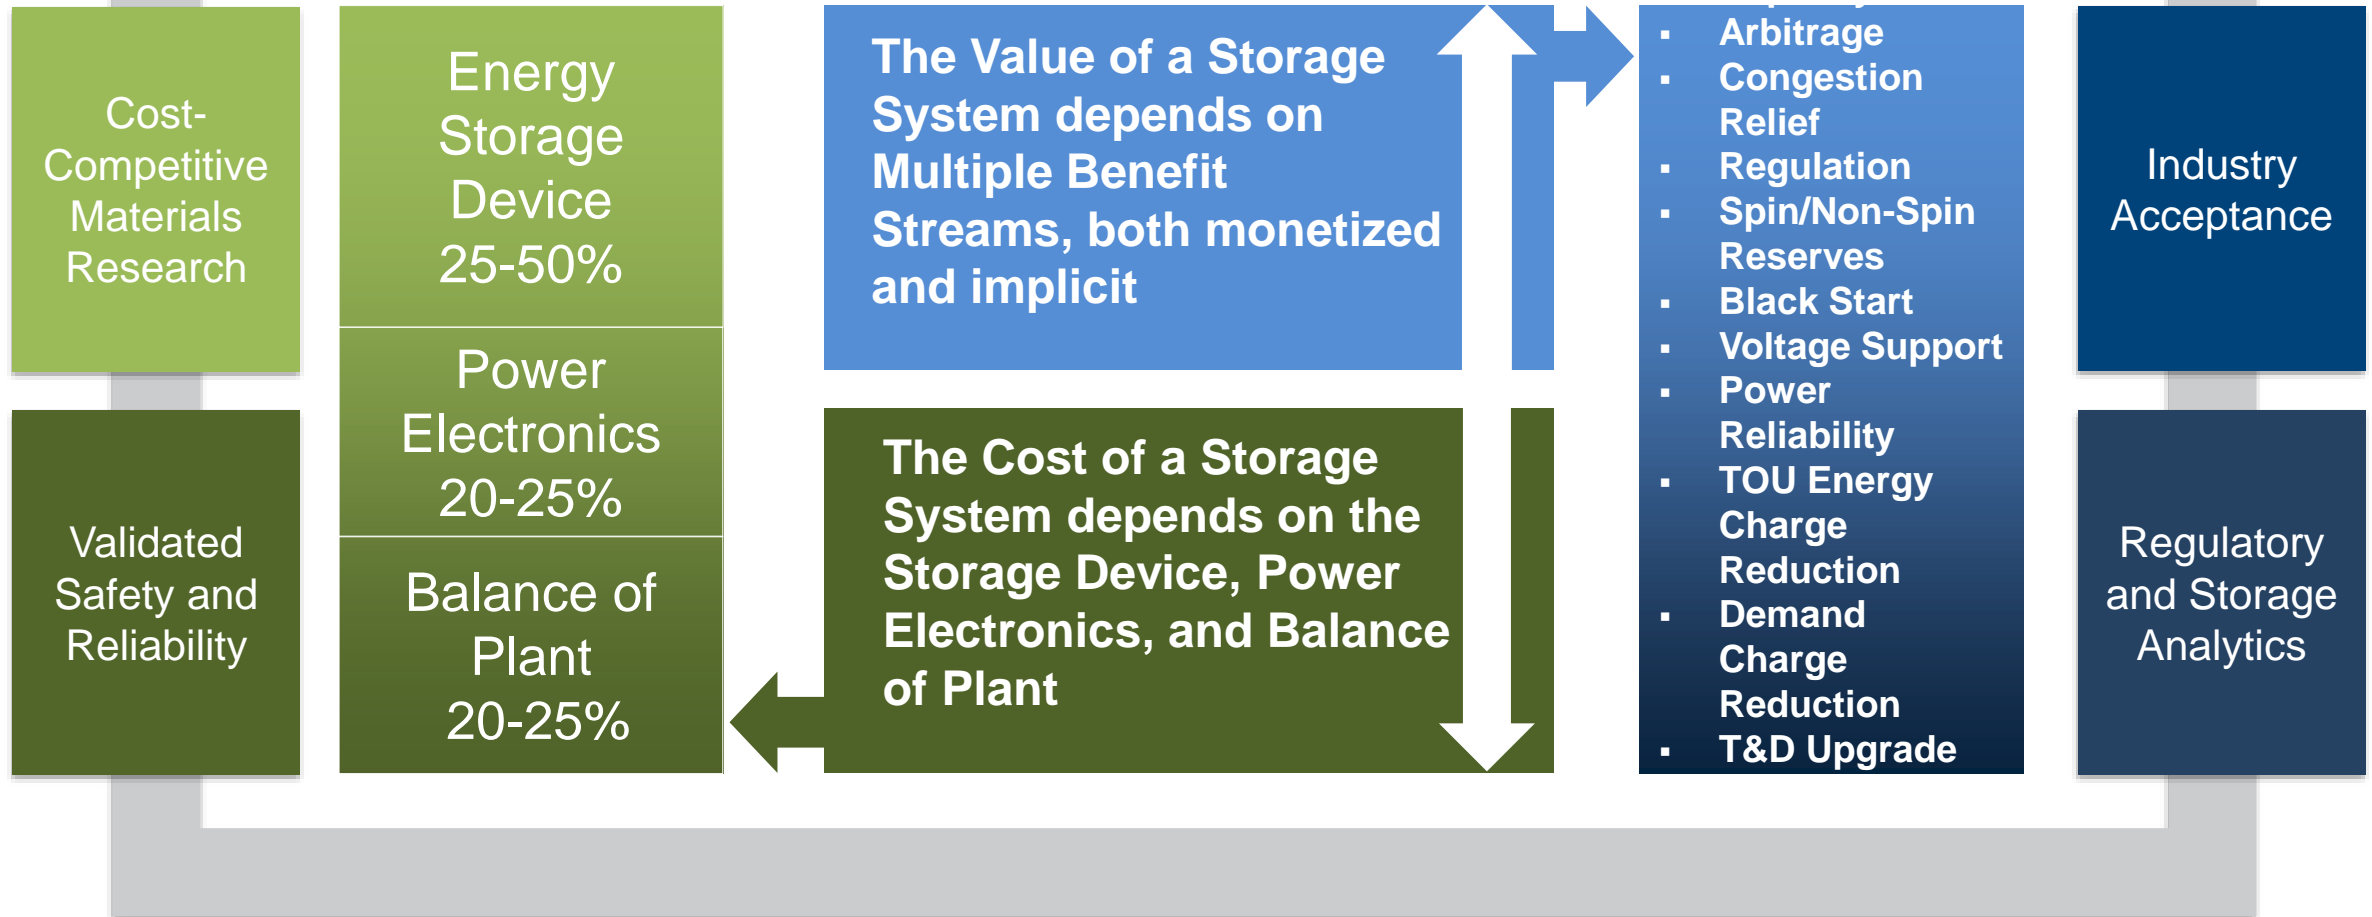 Cost-
Competitive
Materials
Research
Validated
Safety and
Reliability
Energy
Storage
Device
25-50%
Power
Electronics
20-25%
Balance of
Plant
20-25%
The Value of a Storage
System depends on
Multiple Benefit
Streams, both monetized
and implicit
The Cost of a Storage
System depends on the
Storage Device, Power
Electronics, and Balance
of Plant
▪ Arbitrage
▪ Congestion
Relief
▪ Regulation
▪ Spin/Non-Spin
Reserves
▪ Black Start
▪ Voltage Support
▪ Power
Reliability
▪ TOU Energy
Charge
Reduction
▪ Demand
Charge
Reduction
▪ T&D Upgrade
Industry
Acceptance
Regulatory
and Storage
Analytics